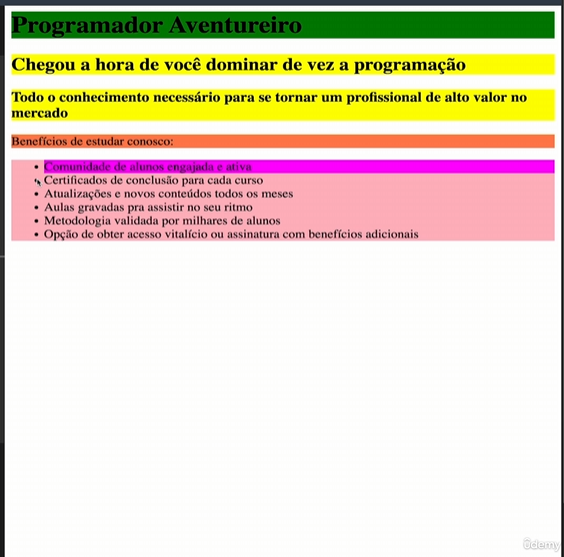 Programador Aventureiro
Chegou a hora de você dominar de vez a programação
Todo o conhecimento necessário para se tornar um profissional de alto valor no
mercado
Benefícios de estudar conosco:
Comunidade de alunos engajada e ativa
Certificados de conclusão para cada curso
Atualizações e novos conteúdos todos os meses
Aulas gravadas pra assistir no seu ritmo
Metodologia validada por milhares de alunos
Opção de obter acesso vitalício ou assinatura com benefícios adicionais
ûdemy